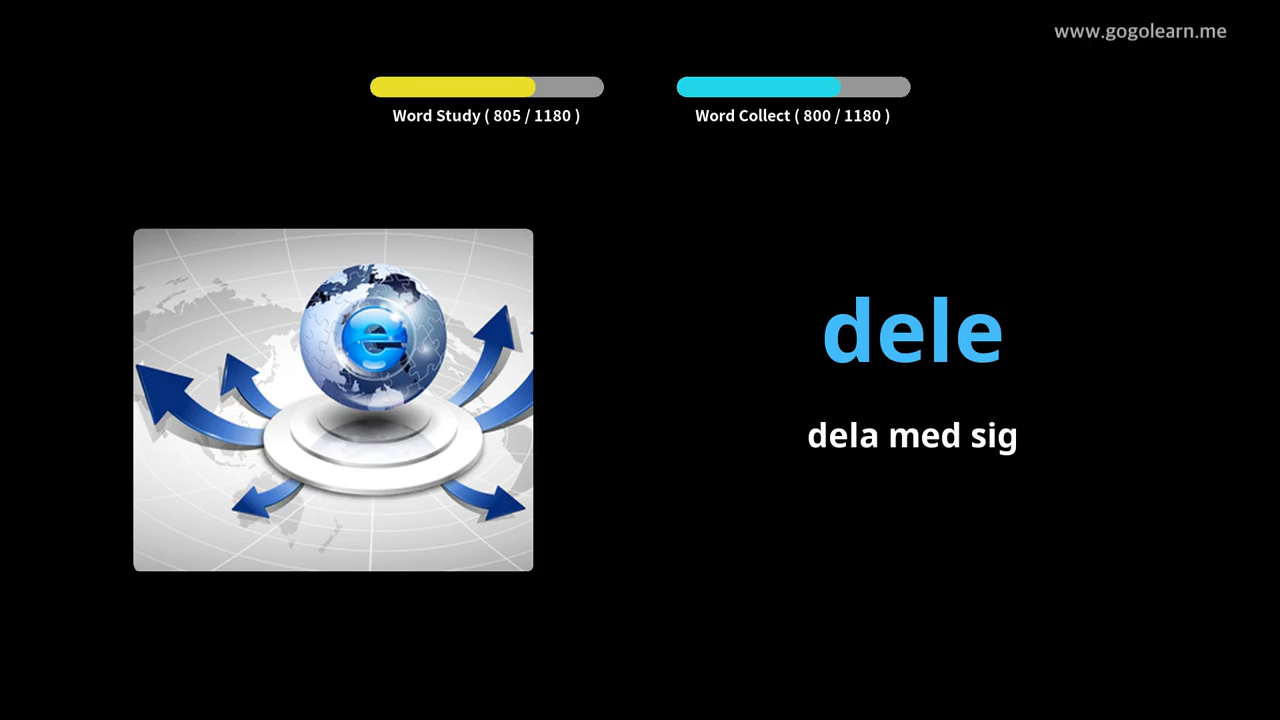 www.gogolearn.me
Word Study ( 805 / 1180 )
Word Collect ( 800 / 1180 )
e
dele
dela med sig